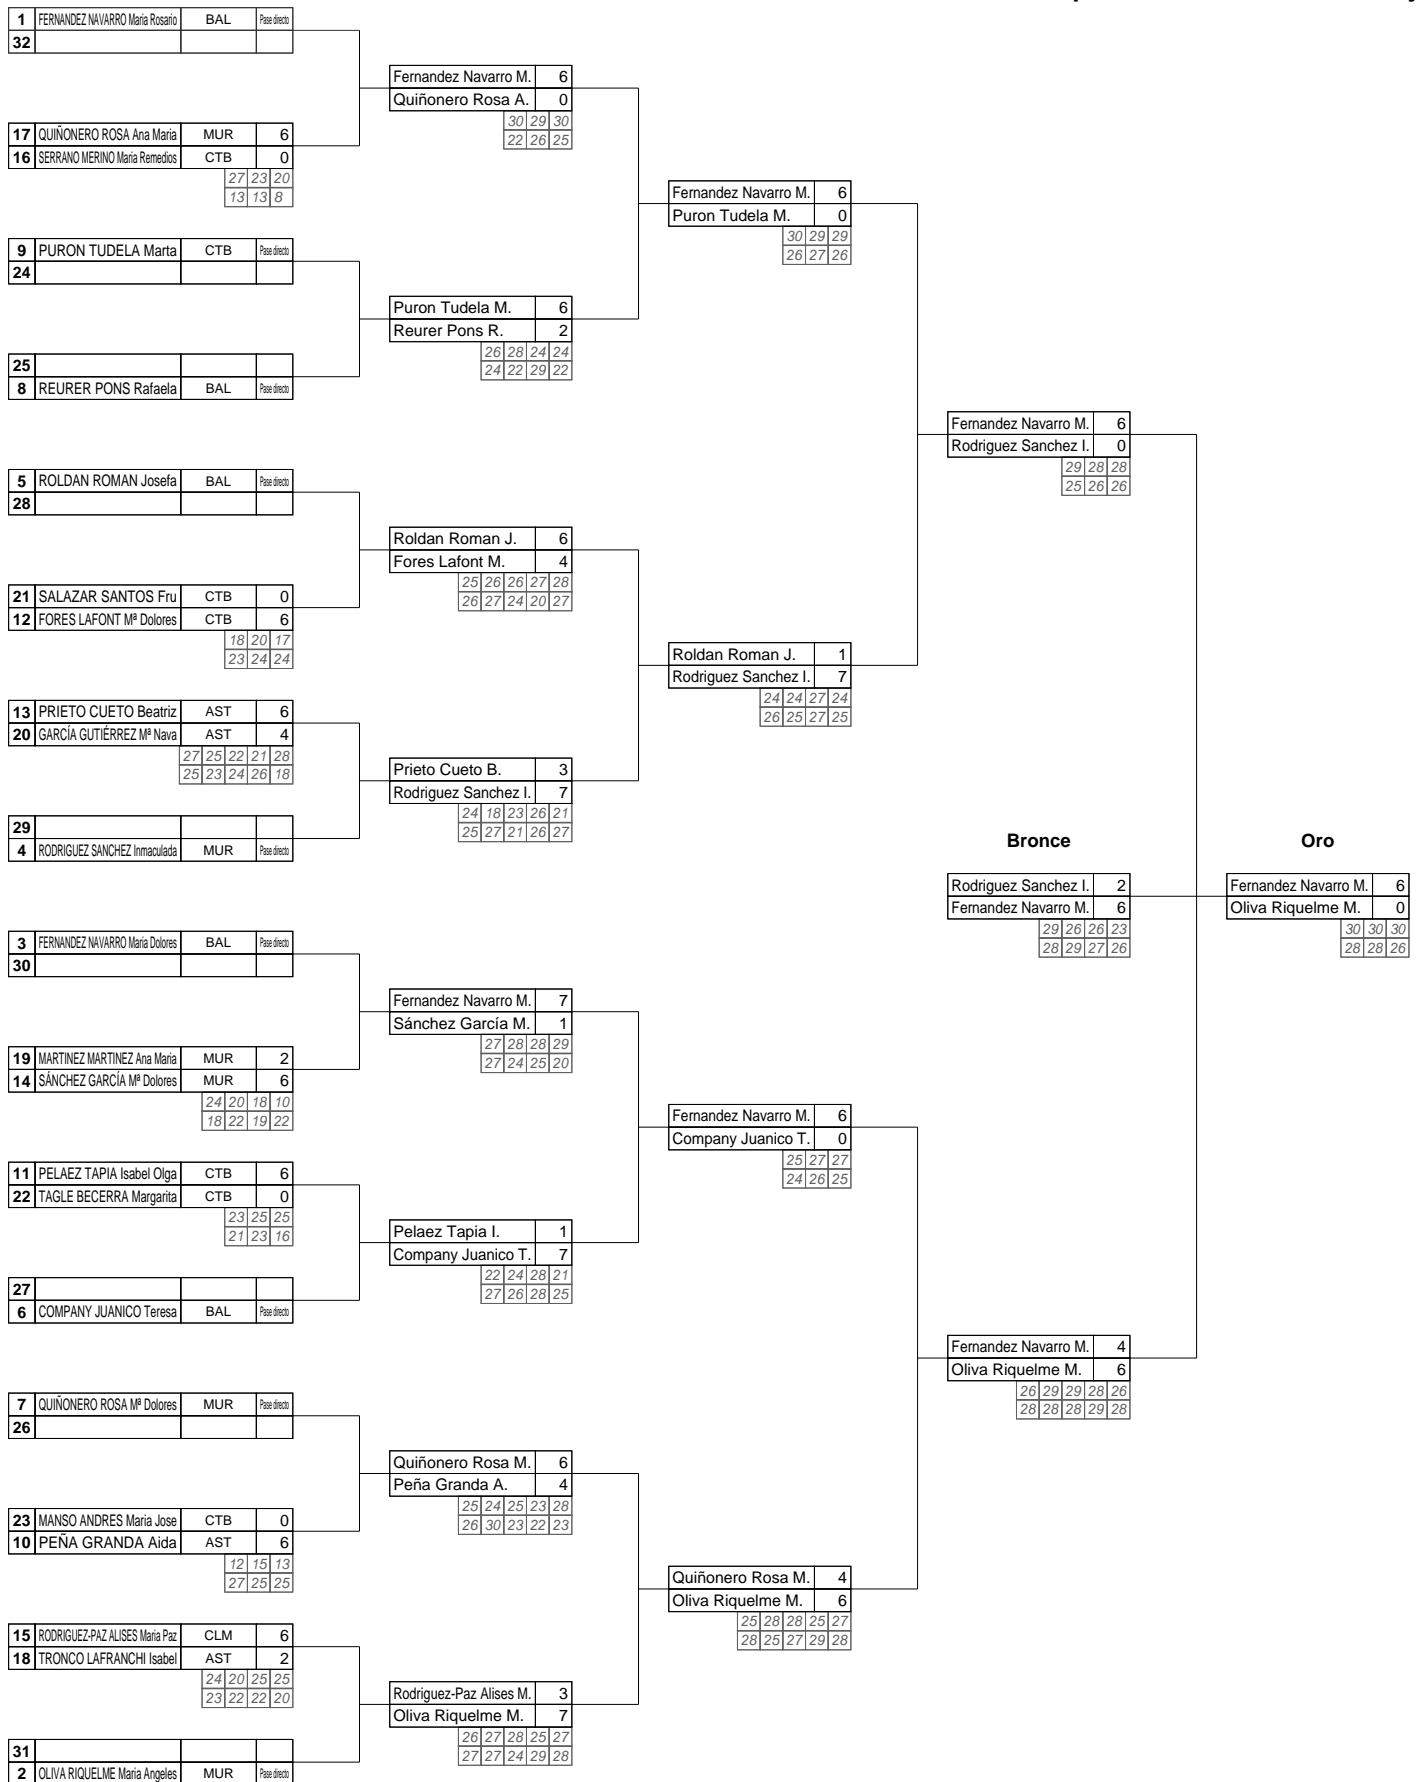 1 FERNANDEZ NAVARRO Maria Rosario BAL Pase directo
32
Fernandez Navarro M. 6
Quiñonero Rosa A. 0
30 29 30
22 26 25
17 QUIÑONERO ROSA Ana Maria MUR 6
16 SERRANO MERINO Maria Remedios CTB 0
27 23 20
13 13 8
Fernandez Navarro M. 6
Puron Tudela M. 0
30 29 29
26 27 26
9 PURON TUDELA Marta CTB Pase directo
24
Puron Tudela M. 6
Reurer Pons R. 2
26 28 24 24
24 22 29 22
25
8 REURER PONS Rafaela BAL Pase directo
Fernandez Navarro M. 6
Rodriguez Sanchez I. 0
29 28 28
25 26 26
5 ROLDAN ROMAN Josefa BAL Pase directo
28
Roldan Roman J. 6
Fores Lafont M. 4
25 26 26 27 28
26 27 24 20 27
21 SALAZAR SANTOS Fru CTB 0
12 FORES LAFONT Mª Dolores CTB 6
18 20 17
23 24 24
Roldan Roman J. 1
Rodriguez Sanchez I. 7
24 24 27 24
26 25 27 25
13 PRIETO CUETO Beatriz AST 6
20 GARCÍA GUTIÉRREZ Mª Nava AST 4
27 25 22 21 28
25 23 24 26 18
Prieto Cueto B. 3
Rodriguez Sanchez I. 7
24 18 23 26 21
25 27 21 26 27
29
4 RODRIGUEZ SANCHEZ Inmaculada MUR Pase directo
Bronce Oro
Rodriguez Sanchez I. 2
Fernandez Navarro M. 6
29 26 26 23
28 29 27 26
Fernandez Navarro M. 6
Oliva Riquelme M. 0
30 30 30
28 28 26
3 FERNANDEZ NAVARRO Maria Dolores BAL Pase directo
30
Fernandez Navarro M. 7
Sánchez García M. 1
27 28 28 29
27 24 25 20
19 MARTINEZ MARTINEZ Ana Maria MUR 2
14 SÁNCHEZ GARCÍA Mª Dolores MUR 6
24 20 18 10
18 22 19 22
Fernandez Navarro M. 6
Company Juanico T. 0
25 27 27
24 26 25
11 PELAEZ TAPIA Isabel Olga CTB 6
22 TAGLE BECERRA Margarita CTB 0
23 25 25
21 23 16
Pelaez Tapia I. 1
Company Juanico T. 7
22 24 28 21
27 26 28 25
27
6 COMPANY JUANICO Teresa BAL Pase directo
Fernandez Navarro M. 4
Oliva Riquelme M. 6
26 29 29 28 26
28 28 28 29 28
7 QUIÑONERO ROSA Mª Dolores MUR Pase directo
26
Quiñonero Rosa M. 6
Peña Granda A. 4
25 24 25 23 28
26 30 23 22 23
23 MANSO ANDRES Maria Jose CTB 0
10 PEÑA GRANDA Aida AST 6
12 15 13
27 25 25
Quiñonero Rosa M. 4
Oliva Riquelme M. 6
25 28 28 25 27
28 25 27 29 28
15 RODRIGUEZ-PAZ ALISES Maria Paz CLM 6
18 TRONCO LAFRANCHI Isabel AST 2
24 20 25 25
23 22 22 20
Rodriguez-Paz Alises M. 3
Oliva Riquelme M. 7
26 27 28 25 27
27 27 24 29 28
31
2 OLIVA RIQUELME Maria Angeles MUR Pase directo